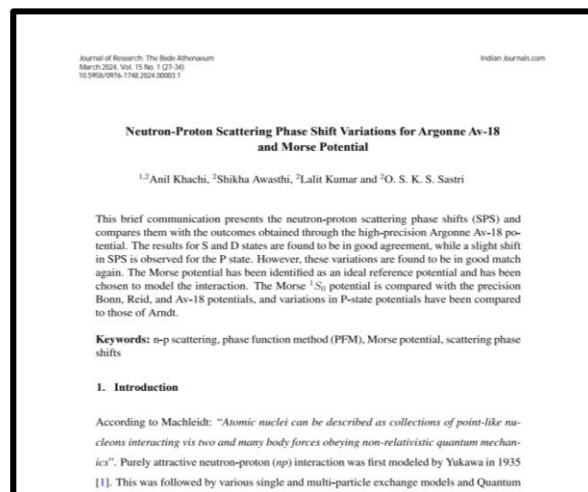 Journal of Research: The Bede Athenaeum
March 2024, Vol. 15 No. 1 (27-34)
10.5958/0976-1748.2024.00003.1
Indian Journals.com
Neutron-Proton Scattering Phase Shift Variations for Argonne Av-18
and Morse Potential
1,2Anil Khachi, 2Shikha Awasthi, 2Lalit Kumar and 2O. S. K. S. Sastri
This brief communication presents the neutron-proton scattering phase shifts (SPS) and
compares them with the outcomes obtained through the high-precision Argonne Av-18 po-
tential. The results for S and D states are found to be in good agreement, while a slight shift
in SPS is observed for the P state. However, these variations are found to be in good match
again. The Morse potential has been identified as an ideal reference potential and has been
chosen to model the interaction. The Morse 1S0 potential is compared with the precision
Bonn, Reid, and Av-18 potentials, and variations in P-state potentials have been compared
to those of Arndt.
Keywords: n-p scattering, phase function method (PFM), Morse potential, scattering phase
shifts
1. Introduction
According to Machleidt: “Atomic nuclei can be described as collections of point-like nu-
cleons interacting vis two and many body forces obeying non-relativistic quantum mechan-
ics”. Purely attractive neutron-proton (np) interaction was first modeled by Yukawa in 1935
[1]. This was followed by various single and multi-particle exchange models and Quantum